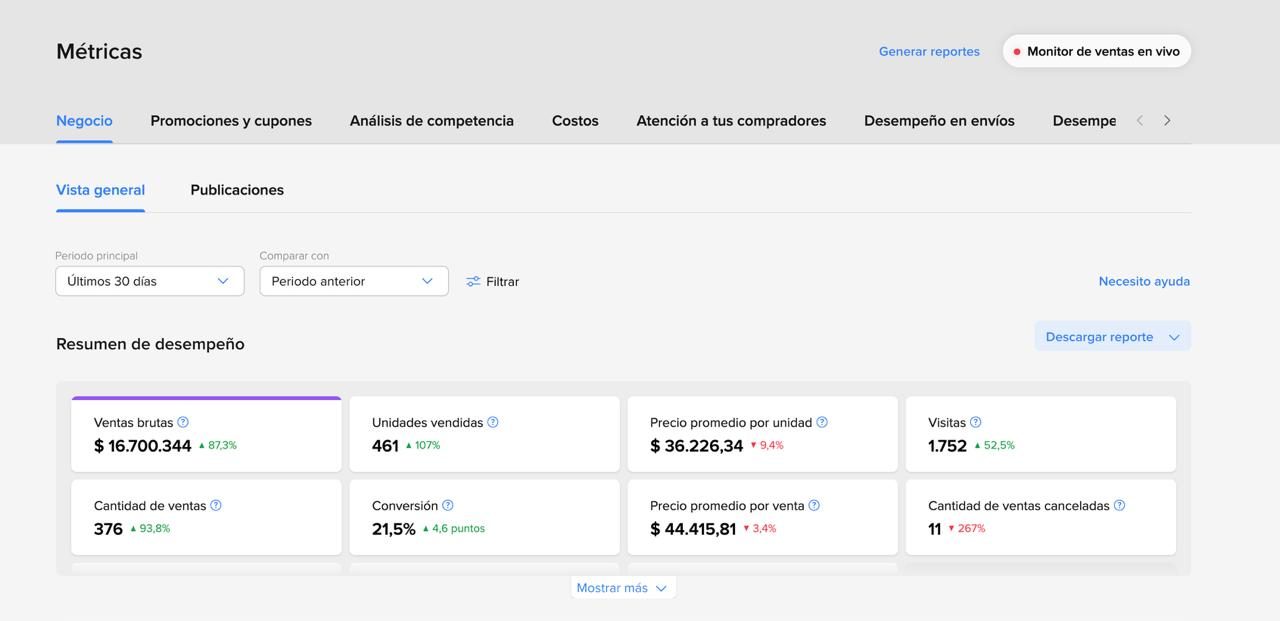 Métricas
Generar reportes
Monitor de ventas en vivo
Negocio
Promociones y cupones
Análisis de competencia
Costos
Atención a tus compradores
Desempeño en envíos
Desempe
Vista general
Publicaciones
Periodo principal
Comparar con
Últimos 30 días
Periodo anterior
Filtrar
Necesito ayuda
Resumen de desempeño
Descargar reporte
Ventas brutas
$ 16.700.344 ▲ 87,3%
Unidades vendidas
461 ▲ 107%
Precio promedio por unidad
$ 36.226,34 ▼ 9,4%
Visitas
1.752 ▲ 52,5%
Cantidad de ventas
376 ▲ 93,8%
Conversión
21,5% ▲ 4,6 puntos
Precio promedio por venta
$ 44.415,81 ▼ 3,4%
Cantidad de ventas canceladas
11 ▼ 267%
Mostrar más